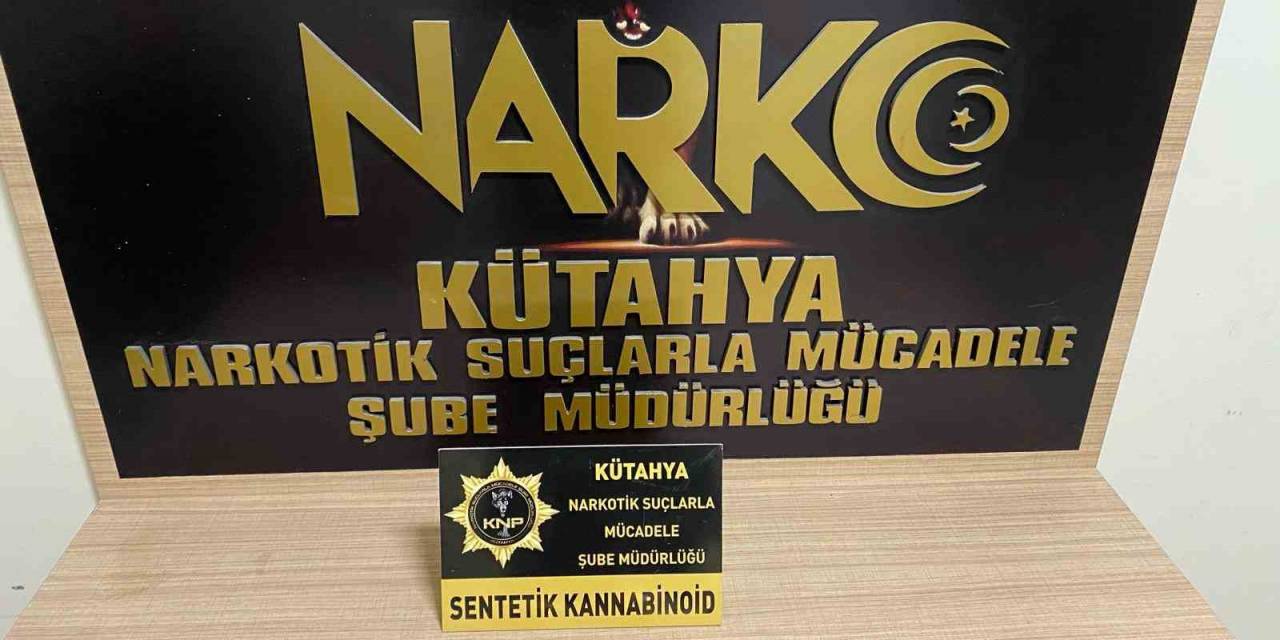 NARKO
KÜTAHYA
NARKOTİK SUÇLARLA MÜCADELE
ŞUBE MÜDÜRLÜĞÜ
KÜTAHYA
NARKOTİK SUÇLARLA
MÜCADELE
ŞUBE MÜDÜRLÜĞÜ
KNP
SENTETİK KANNABİNOİD